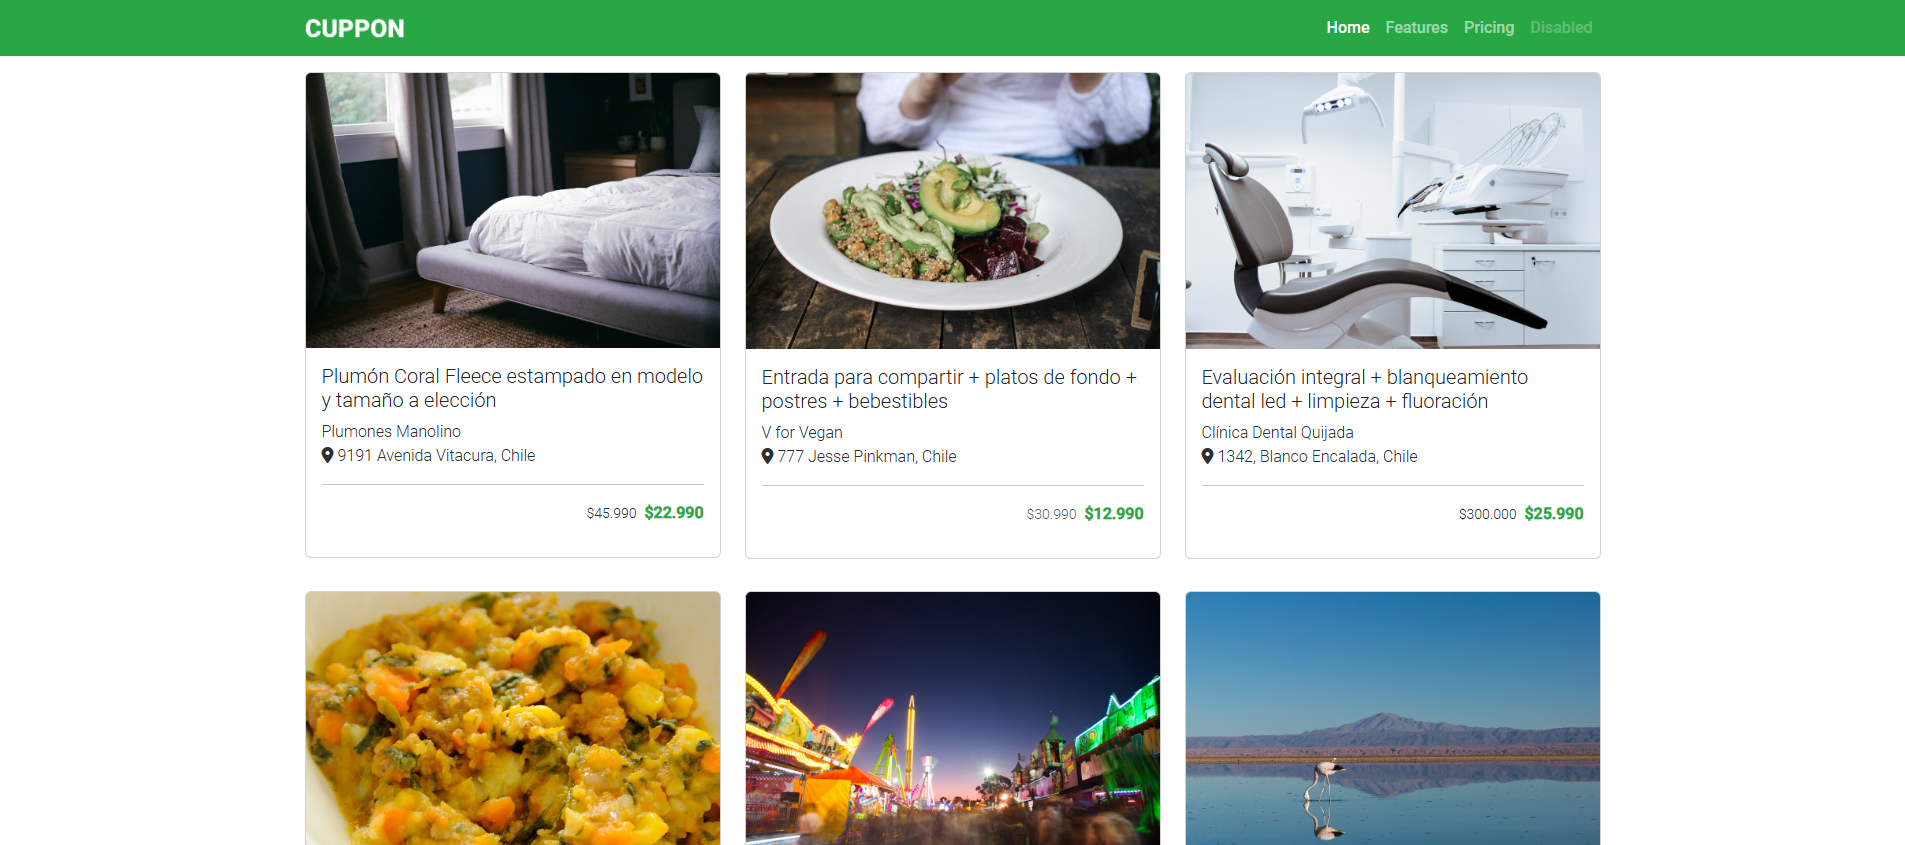 CUPPON
Home Features Pricing Disabled
Plumón Coral Fleece estampado en modelo
y tamaño a elección
Plumones Manolino
9191 Avenida Vitacura, Chile
$45.990 $22.990
Entrada para compartir + platos de fondo +
postres + bebestibles
V for Vegan
777 Jesse Pinkman, Chile
$30.990 $12.990
Evaluación integral + blanqueamiento
dental led + limpieza + fluoración
Clínica Dental Quijada
1342, Blanco Encalada, Chile
$300.000 $25.990